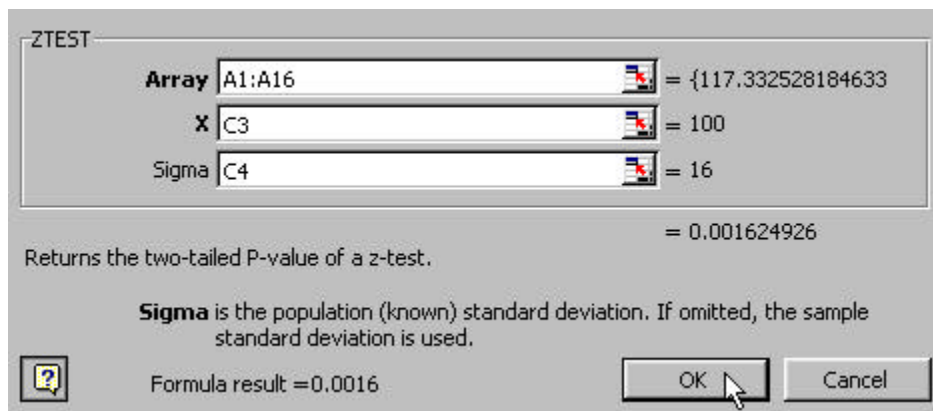 ZTEST
Array A1:A16 = {117.332528184633
X C3 = 100
Sigma C4 = 16
= 0.001624926
Returns the two-tailed P-value of a z-test.
Sigma is the population (known) standard deviation. If omitted, the sample
standard deviation is used.
? Formula result =0.0016 OK Cancel